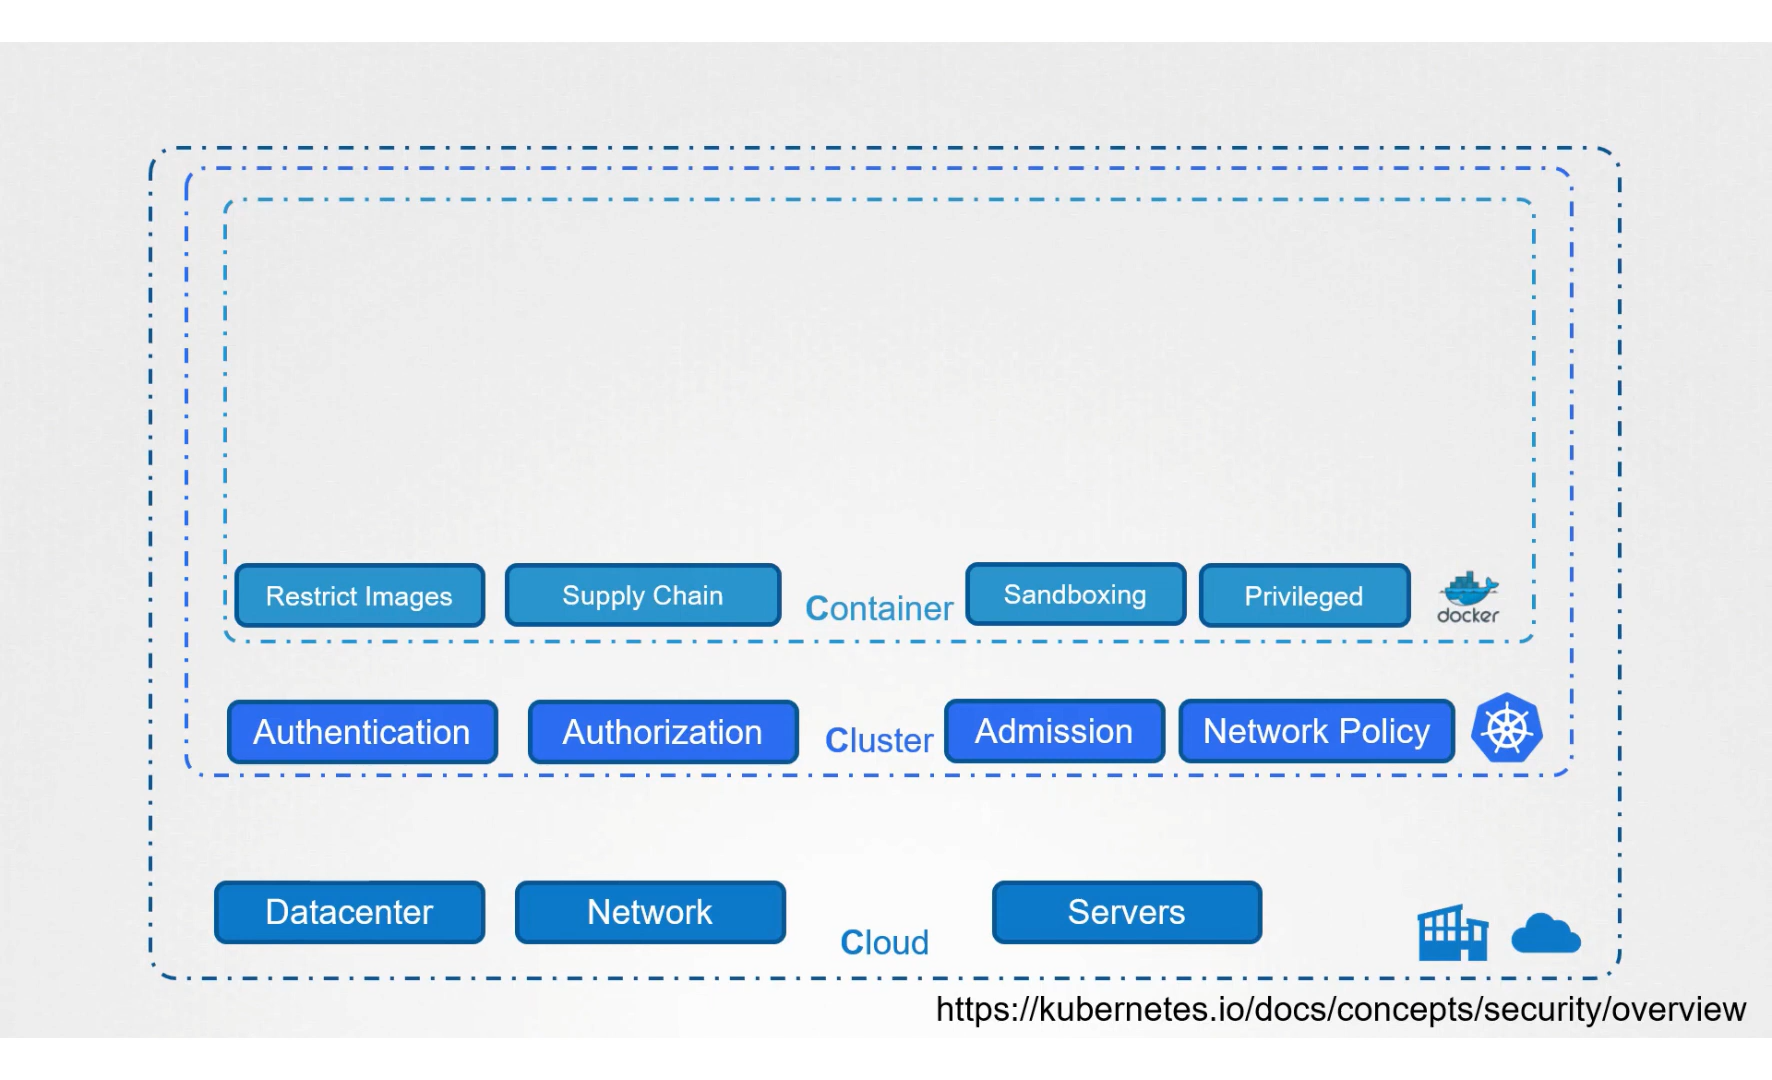 Restrict Images
Supply Chain
Container
Sandboxing
Privileged
docker
Authentication
Authorization
Cluster
Admission
Network Policy
Datacenter
Network
Cloud
Servers
https://kubernetes.io/docs/concepts/security/overview